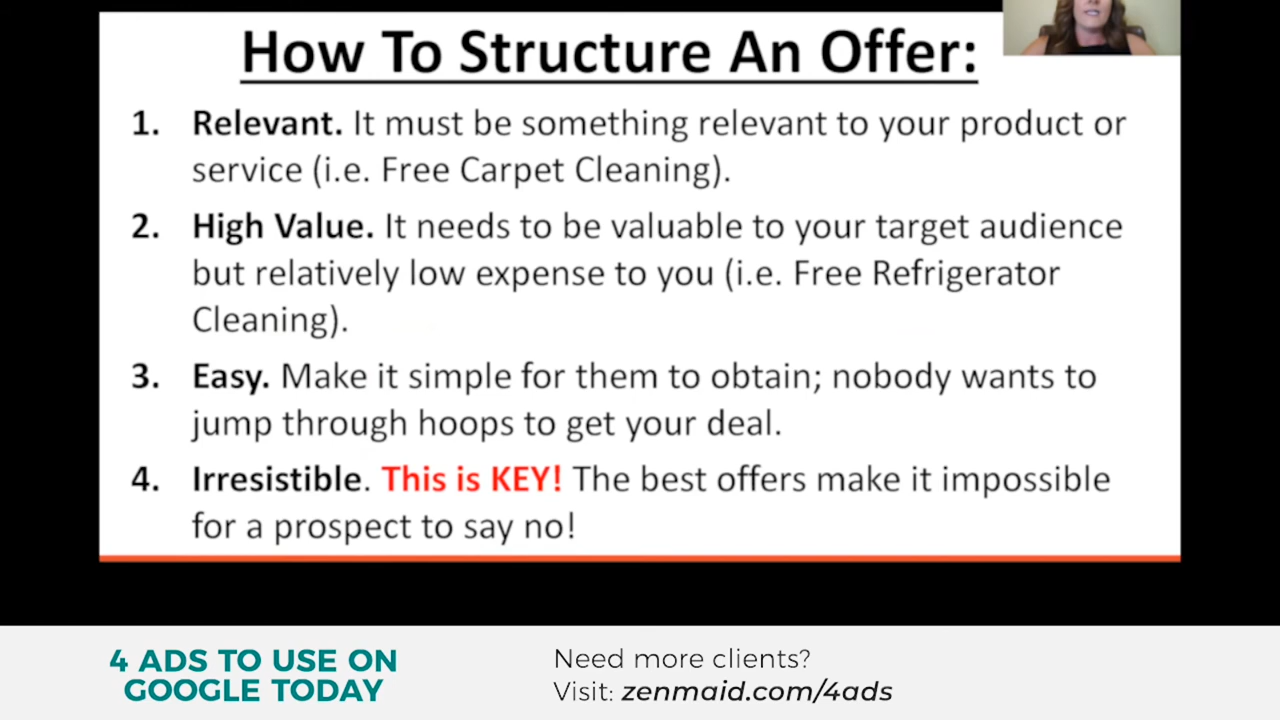 How To Structure An Offer:
1. Relevant. It must be something relevant to your product or
service (i.e. Free Carpet Cleaning).
2. High Value. It needs to be valuable to your target audience
but relatively low expense to you (i.e. Free Refrigerator
Cleaning).
3. Easy. Make it simple for them to obtain; nobody wants to
jump through hoops to get your deal.
4. Irresistible. This is KEY! The best offers make it impossible
for a prospect to say no!
4 ADS TO USE ON
GOOGLE TODAY
Need more clients?
Visit: zenmaid.com/4ads